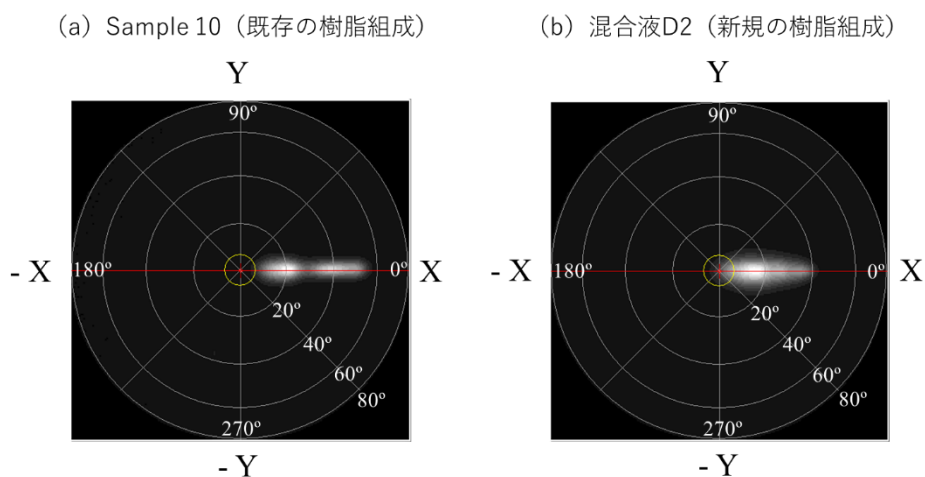 (a) Sample 10（既存の樹脂組成）
(b) 混合液D2（新規の樹脂組成）
Y
90º
- X
180º
0º
X
20º
40º
60º
80º
270º
- Y
Y
90º
- X
180º
0º
X
20º
40º
60º
80º
270º
- Y